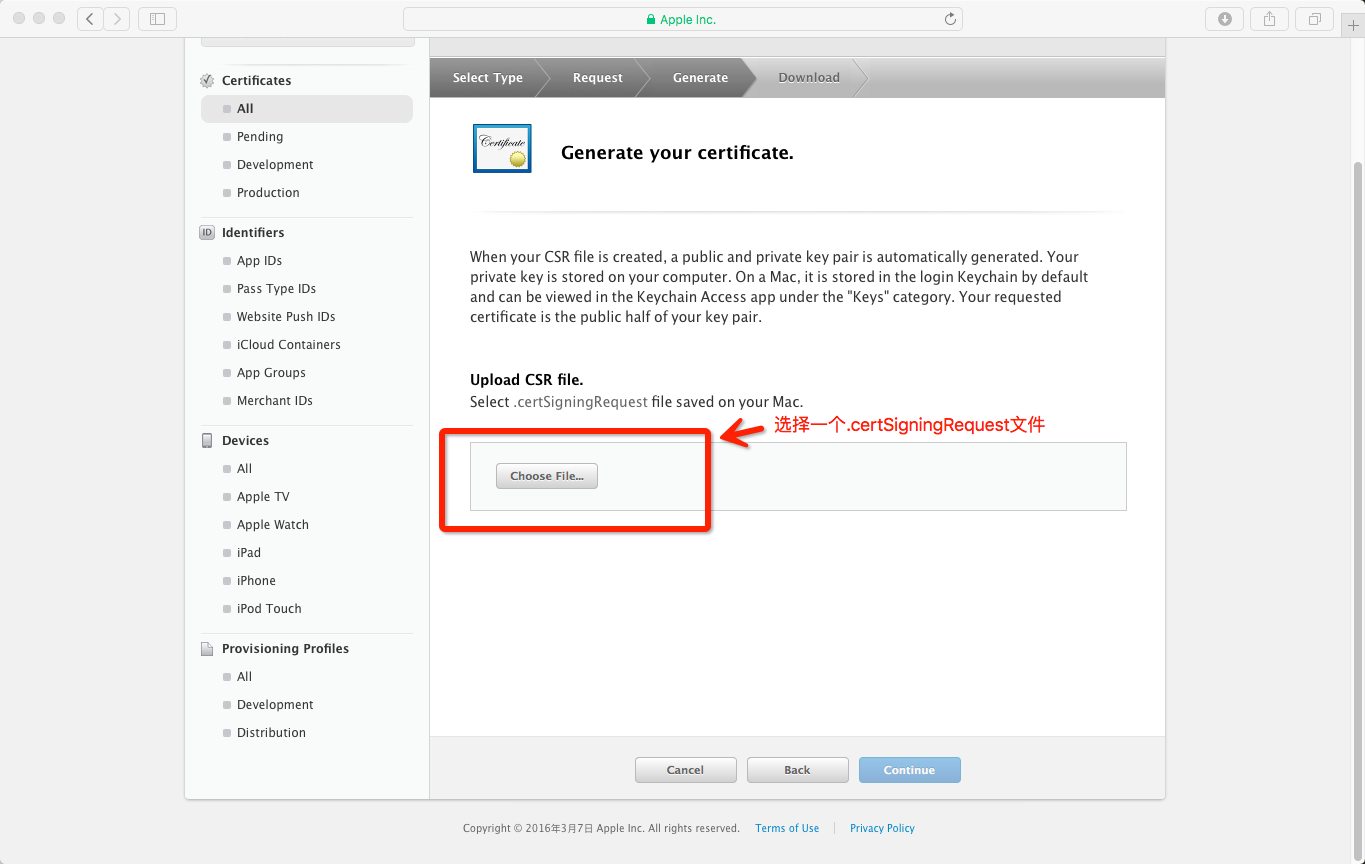 Apple Inc.
Certificates
All
Pending
Development
Production
ID
Identifiers
App IDs
Pass Type IDs
Website Push IDs
iCloud Containers
App Groups
Merchant IDs
Devices
All
Apple TV
Apple Watch
iPad
iPhone
iPod Touch
Provisioning Profiles
All
Development
Distribution
Select Type
Request
Generate
Download
Certificate
Generate your certificate.
When your CSR file is created, a public and private key pair is automatically generated. Your
private key is stored on your computer. On a Mac, it is stored in the login Keychain by default
and can be viewed in the Keychain Access app under the "Keys" category. Your requested
certificate is the public half of your key pair.
Upload CSR file.
Select .certSigningRequest file saved on your Mac.
选择一个.certSigningRequest文件
Choose File...
Cancel
Back
Continue
Copyright © 2016年3月7日 Apple Inc. All rights reserved. Terms of Use Privacy Policy